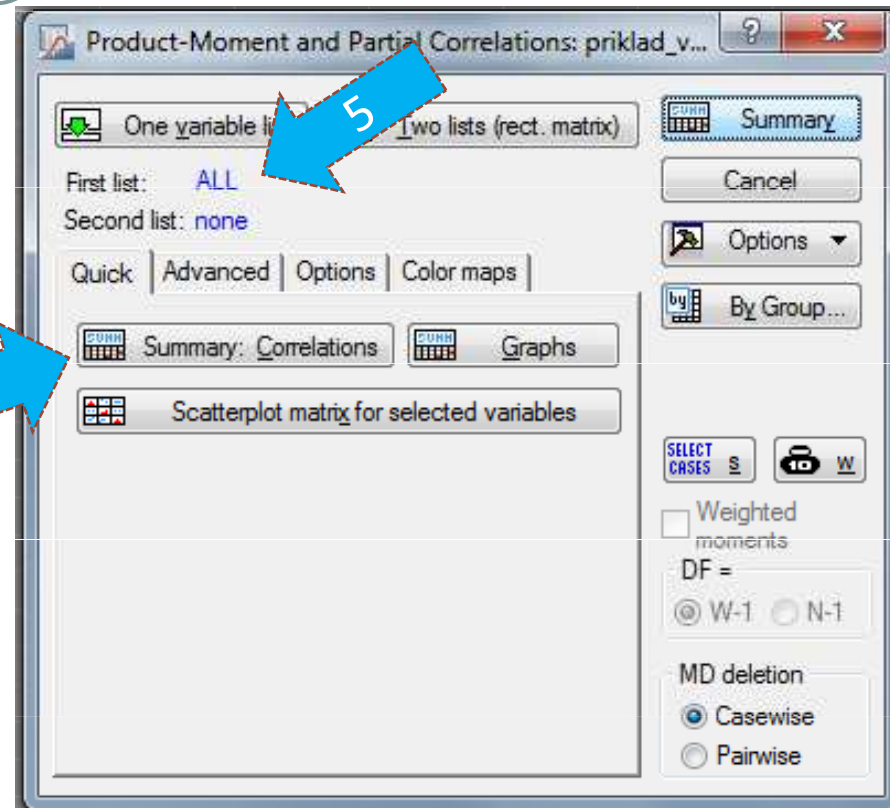 Product-Moment and Partial Correlations: priklad_v...
?
X
5
One variable
Two lists (rect. matrix)
First list: ALL
Second list: none
Quick
Advanced
Options
Color maps
Summary: Correlations
Graphs
Scatterplot matrix for selected variables
Summary
Cancel
Options
By Group...
SELECT CASES S
W
Weighted
moments
DF =
W-1
N-1
MD deletion
Casewise
Pairwise